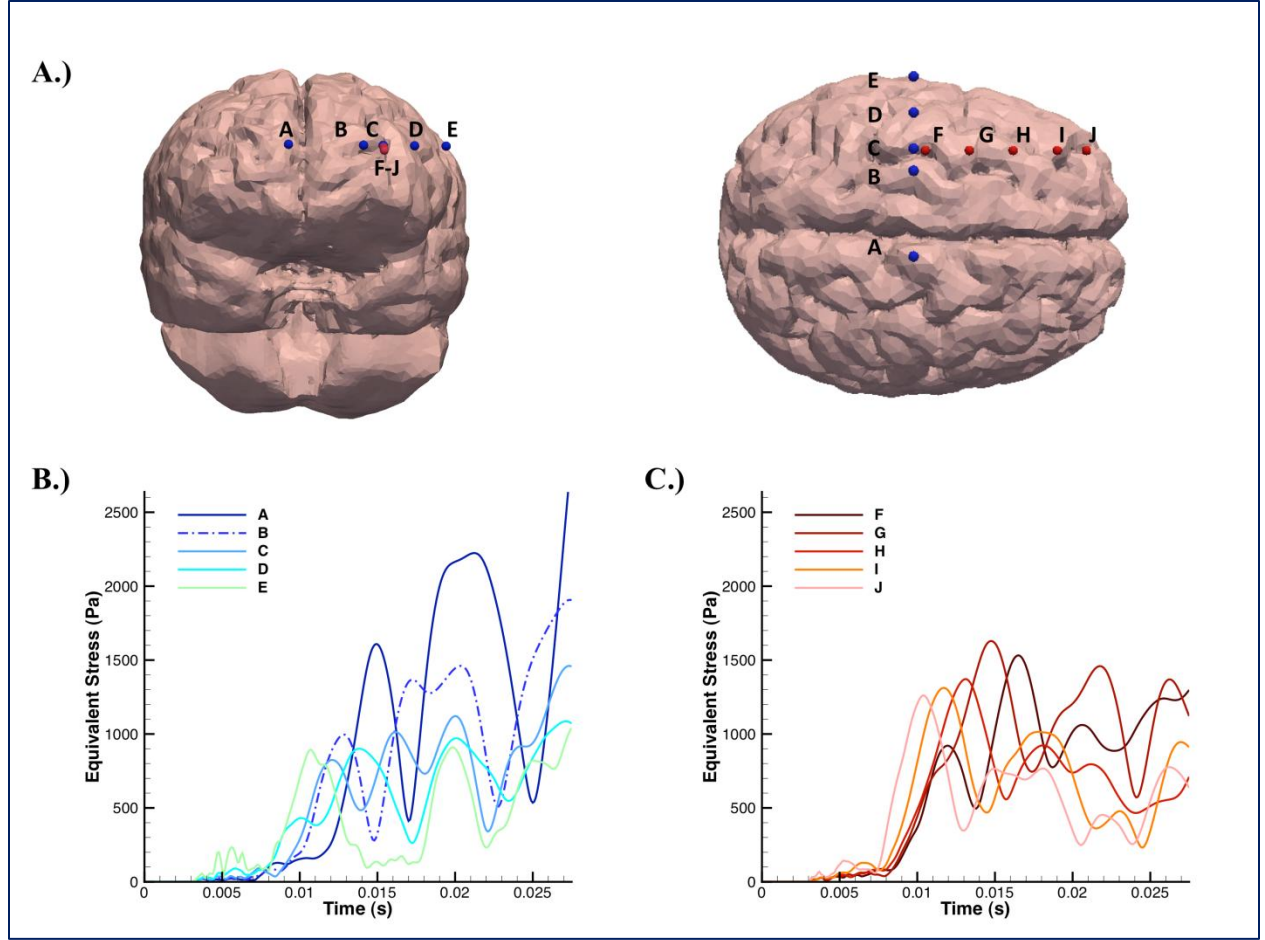 A.)
A B C D E
F-J
E
D
C F G H I J
B
A
B.)
Equivalent Stress (Pa)
2500
2000
1500
1000
500
0
A
B
C
D
E
0 0.005 0.01 0.015 0.02 0.025
Time (s)
C.)
Equivalent Stress (Pa)
2500
2000
1500
1000
500
0
F
G
H
I
J
0 0.005 0.01 0.015 0.02 0.025
Time (s)